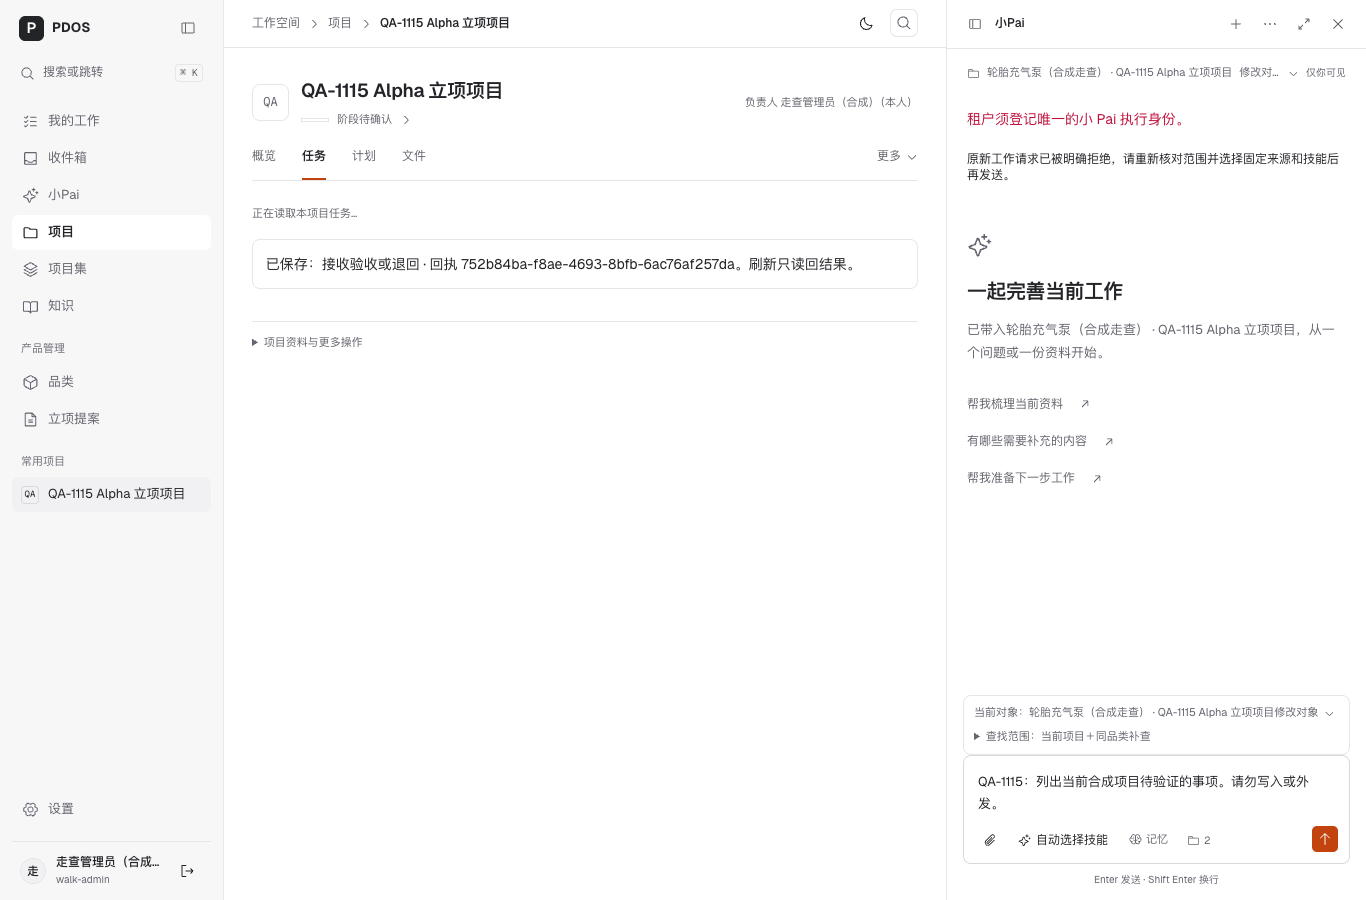 P PDOS
搜索或跳转 ⌘ K
我的工作
收件箱
小Pai
项目
项目集
知识
产品管理
品类
立项提案
常用项目
QA QA-1115 Alpha 立项项目
设置
走 走查管理员（合成...
walk-admin
工作空间 > 项目 > QA-1115 Alpha 立项项目
QA
QA-1115 Alpha 立项项目
阶段待确认
负责人 走查管理员（合成）(本人)
概览 任务 计划 文件 更多
正在读取本项目任务...
已保存：接收验收或退回 · 回执 752b84ba-f8ae-4693-8bfb-6ac76af257da。刷新只读回结果。
项目资料与更多操作
小Pai
轮胎充气泵（合成走查） · QA-1115 Alpha 立项项目 修改对... 仅你可见
租户须登记唯一的小 Pai 执行身份。
原新工作请求已被明确拒绝，请重新核对范围并选择固定来源和技能后
再发送。
一起完善当前工作
已带入轮胎充气泵（合成走查） · QA-1115 Alpha 立项项目，从一
个问题或一份资料开始。
帮我梳理当前资料
有哪些需要补充的内容
帮我准备下一步工作
当前对象：轮胎充气泵（合成走查） · QA-1115 Alpha 立项项目修改对象
查找范围：当前项目＋同品类补查
QA-1115：列出当前合成项目待验证的事项。请勿写入或外
发。
自动选择技能 记忆 2
Enter 发送 · Shift Enter 换行